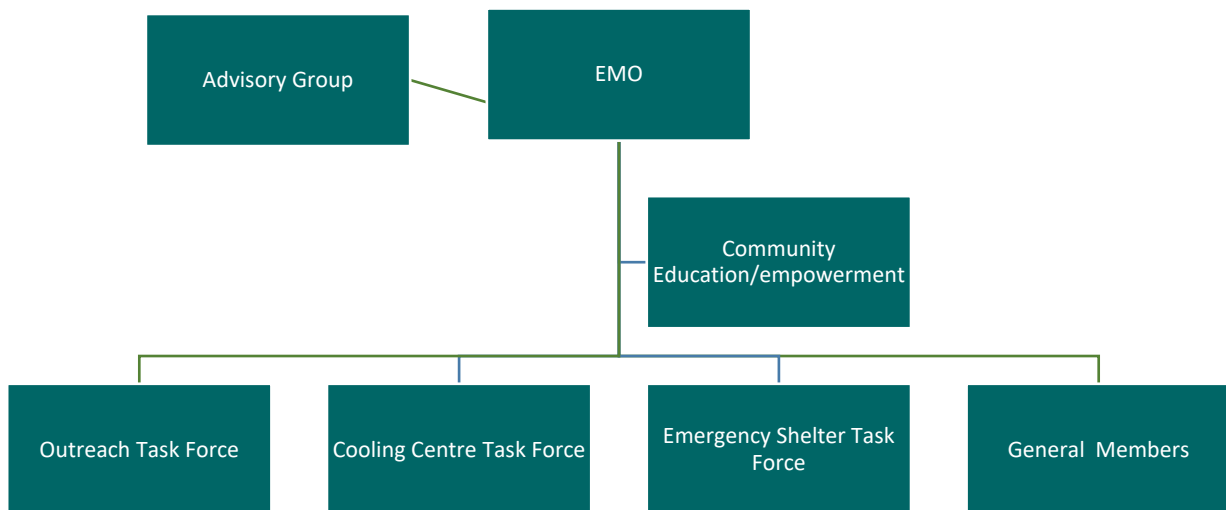 Advisory Group
EMO
Community
Education/empowerment
Outreach Task Force
Cooling Centre Task Force
Emergency Shelter Task
Force
General  Members